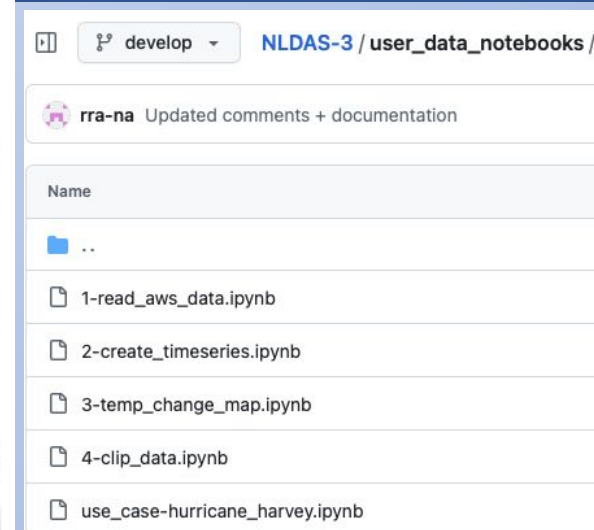 develop NLDAS-3 / user_data_notebooks /
rra-na Updated comments + documentation
Name
..
1-read_aws_data.ipynb
2-create_timeseries.ipynb
3-temp_change_map.ipynb
4-clip_data.ipynb
use_case-hurricane_harvey.ipynb